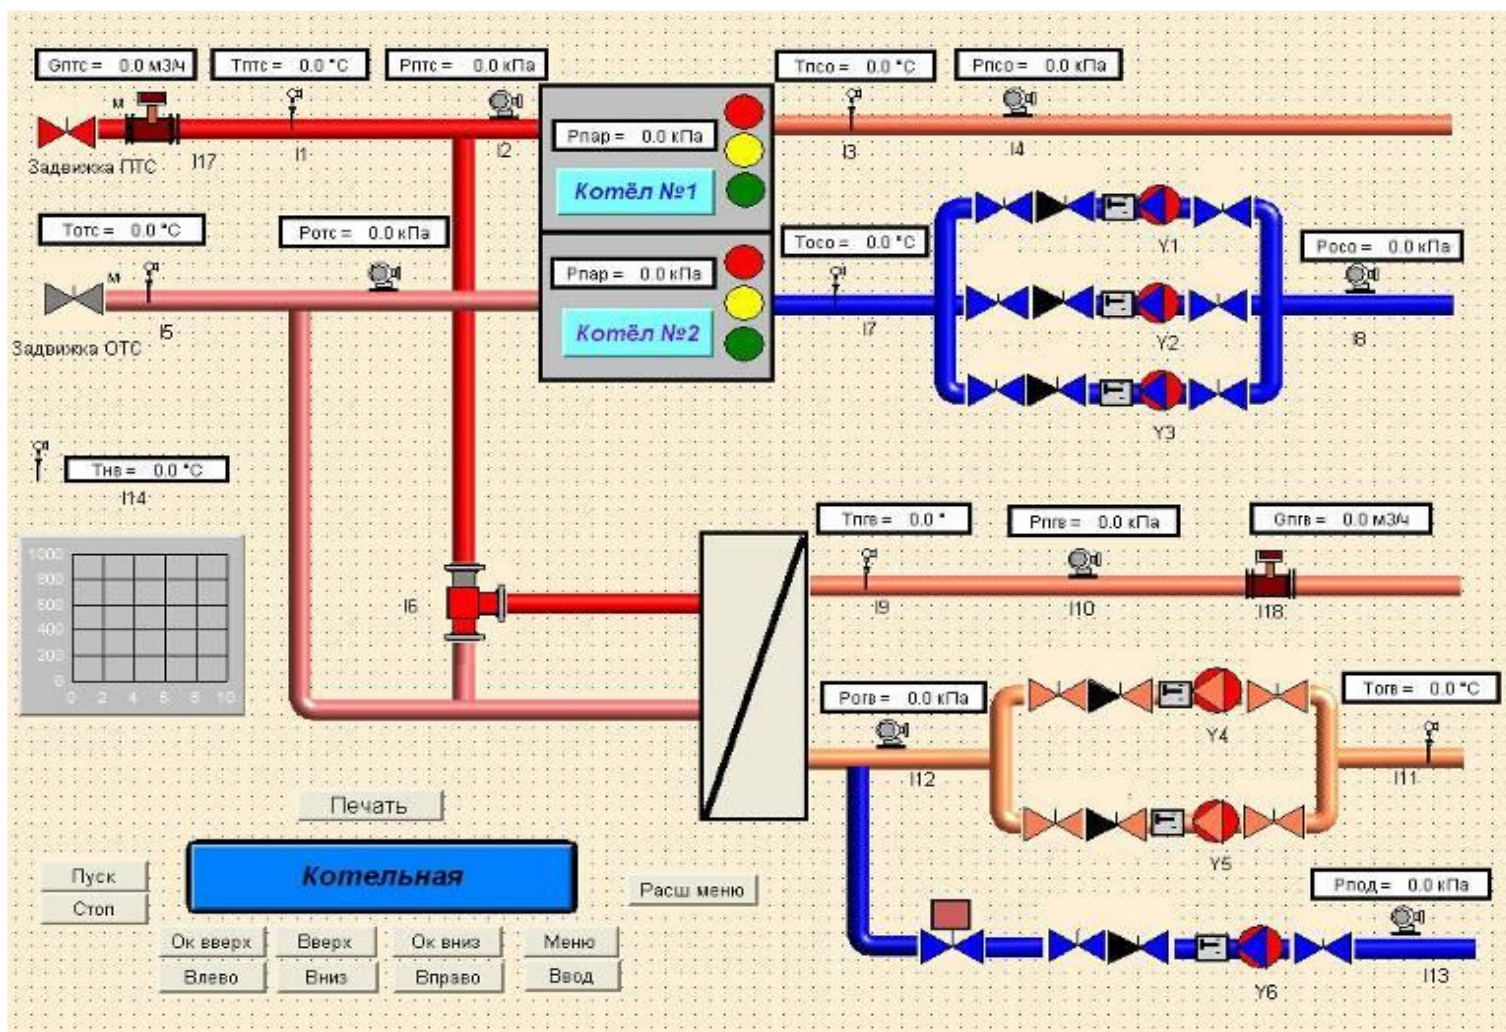 Gптс = 0.0 м3/ч
Tптс = 0.0 °C
Pптс = 0.0 кПа
Tпсо = 0.0 °C
Pпсо = 0.0 кПа
м
Задвижка ПТС
I17
I1
I2
Pпар = 0.0 кПа
Котёл №1
I3
I4
Tотс = 0.0 °C
Pотс = 0.0 кПа
Tосо = 0.0 °C
Y1
Pосо = 0.0 кПа
м
I5
Задвижка ОТС
Pпар = 0.0 кПа
Котёл №2
I7
Y2
I8
Y3
Tнв = 0.0 °C
I14
Tпгв = 0.0 °
Pпгв = 0.0 кПа
Gпгв = 0.0 м3/ч
1000
800
600
400
200
0
0 2 4 6 8 10
I6
I9
I10
I18
Pогв = 0.0 кПа
Tогв = 0.0 °C
Y4
I12
I11
Y5
Печать
Котельная
Пуск
Стоп
Расш меню
Pпод = 0.0 кПа
Ок вверх
Вверх
Ок вниз
Меню
Влево
Вниз
Вправо
Ввод
Y6
I13